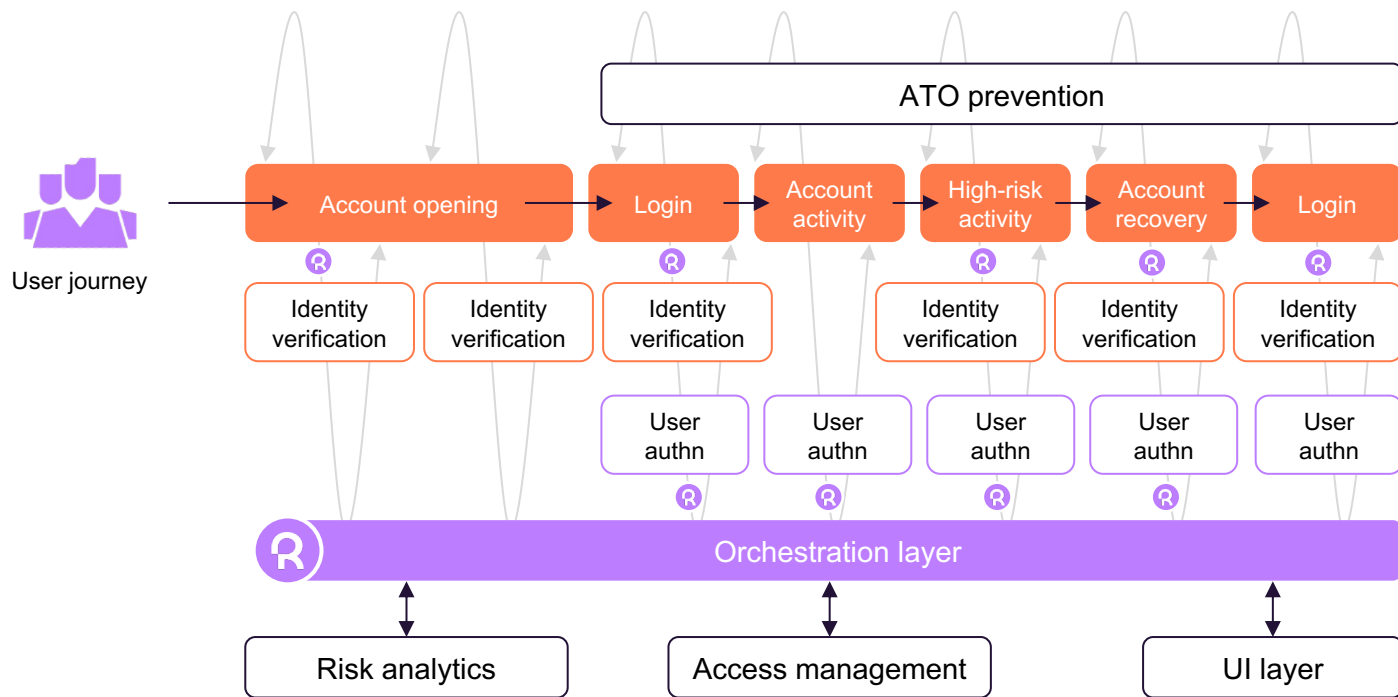 ATO prevention
User journey
Account opening
Login
Account
activity
High-risk
activity
Account
recovery
Login
Identity
verification
Identity
verification
Identity
verification
Identity
verification
Identity
verification
Identity
verification
User
authn
User
authn
User
authn
User
authn
User
authn
Orchestration layer
Risk analytics
Access management
UI layer